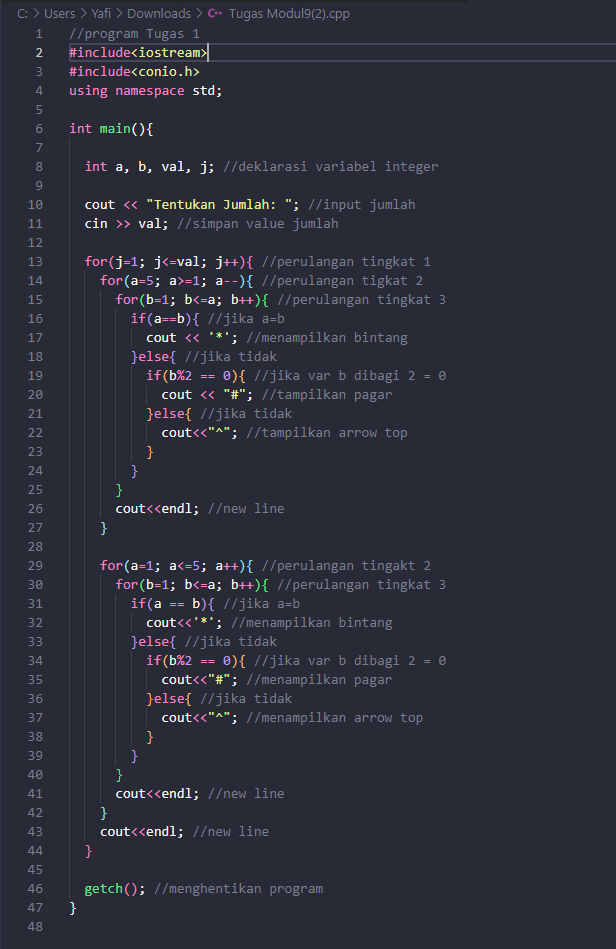 C: > Users > Yafi > Downloads > C++ Tugas Modul9(2).cpp
1 //program Tugas 1
2 #include<iostream>
3 #include<conio.h>
4 using namespace std;
5
6 int main(){
7
8 int a, b, val, j; //deklarasi variabel integer
9
10 cout << "Tentukan Jumlah: "; //input jumlah
11 cin >> val; //simpan value jumlah
12
13 for(j=1; j<=val; j++){ //perulangan tingkat 1
14 for(a=5; a>=1; a--){ //perulangan tigkat 2
15 for(b=1; b<=a; b++){ //perulangan tingkat 3
16 if(a==b){ //jika a=b
17 cout << '*'; //menampilkan bintang
18 }else{ //jika tidak
19 if(b%2 == 0){ //jika var b dibagi 2 = 0
20 cout << "#"; //tampilkan pagar
21 }else{ //jika tidak
22 cout<<"^"; //tampilkan arrow top
23 }
24 }
25 }
26 cout<<endl; //new line
27 }
28
29 for(a=1; a<=5; a++){ //perulangan tingakt 2
30 for(b=1; b<=a; b++){ //perulangan tingkat 3
31 if(a == b){ //jika a=b
32 cout<<'*'; //menampilkan bintang
33 }else{ //jika tidak
34 if(b%2 == 0){ //jika var b dibagi 2 = 0
35 cout<<"#"; //menampilkan pagar
36 }else{ //jika tidak
37 cout<<"^"; //menampilkan arrow top
38 }
39 }
40 }
41 cout<<endl; //new line
42 }
43 cout<<endl; //new line
44 }
45
46 getch(); //menghentikan program
47 }
48